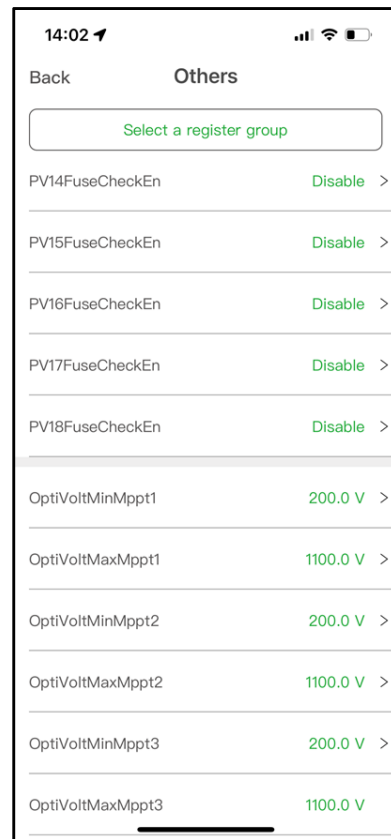 14:02
Back Others
Select a register group
PV14FuseCheckEn Disable >
PV15FuseCheckEn Disable >
PV16FuseCheckEn Disable >
PV17FuseCheckEn Disable >
PV18FuseCheckEn Disable >
OptiVoltMinMppt1 200.0 V >
OptiVoltMaxMppt1 1100.0 V >
OptiVoltMinMppt2 200.0 V >
OptiVoltMaxMppt2 1100.0 V >
OptiVoltMinMppt3 200.0 V >
OptiVoltMaxMppt3 1100.0 V